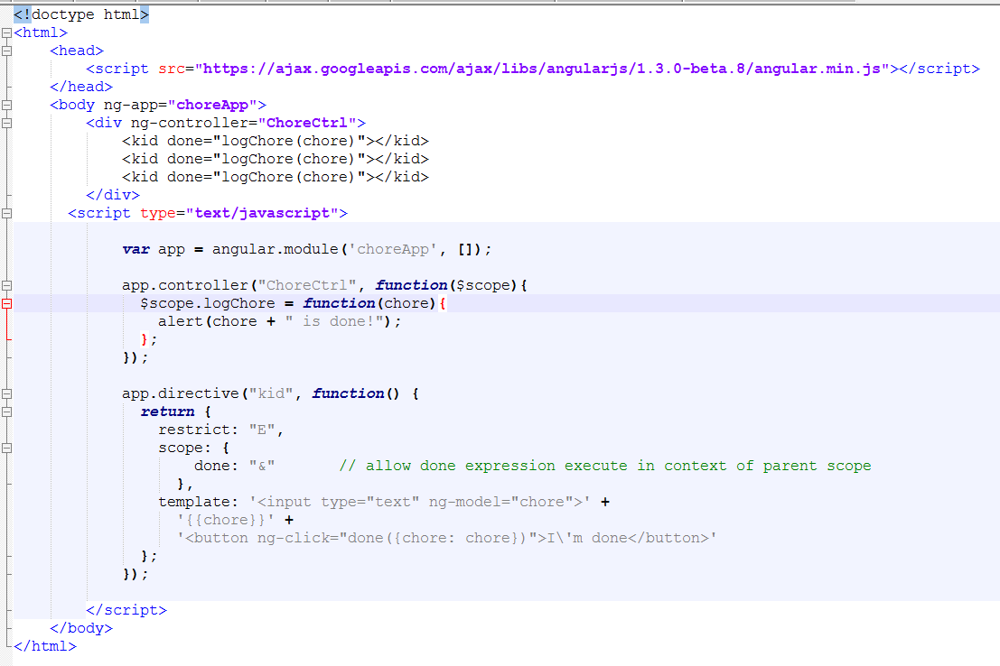 <!doctype html>
<html>
    <head>
        <script src="https://ajax.googleapis.com/ajax/libs/angularjs/1.3.0-beta.8/angular.min.js"></script>
    </head>
    <body ng-app="choreApp">
        <div ng-controller="ChoreCtrl">
            <kid done="logChore(chore)"></kid>
            <kid done="logChore(chore)"></kid>
            <kid done="logChore(chore)"></kid>
        </div>
      <script type="text/javascript">
            var app = angular.module('choreApp', []);
            app.controller("ChoreCtrl", function($scope){
              $scope.logChore = function(chore){
                alert(chore + " is done!");
              };
            });
            app.directive("kid", function() {
              return {
                restrict: "E",
                scope: {
                    done: "&"       // allow done expression execute in context of parent scope
                  },
                template: '<input type="text" ng-model="chore">' +
                  '{{chore}}' +
                  '<button ng-click="done({chore: chore})">I\'m done</button>'
              };
            });
        </script>
    </body>
</html>